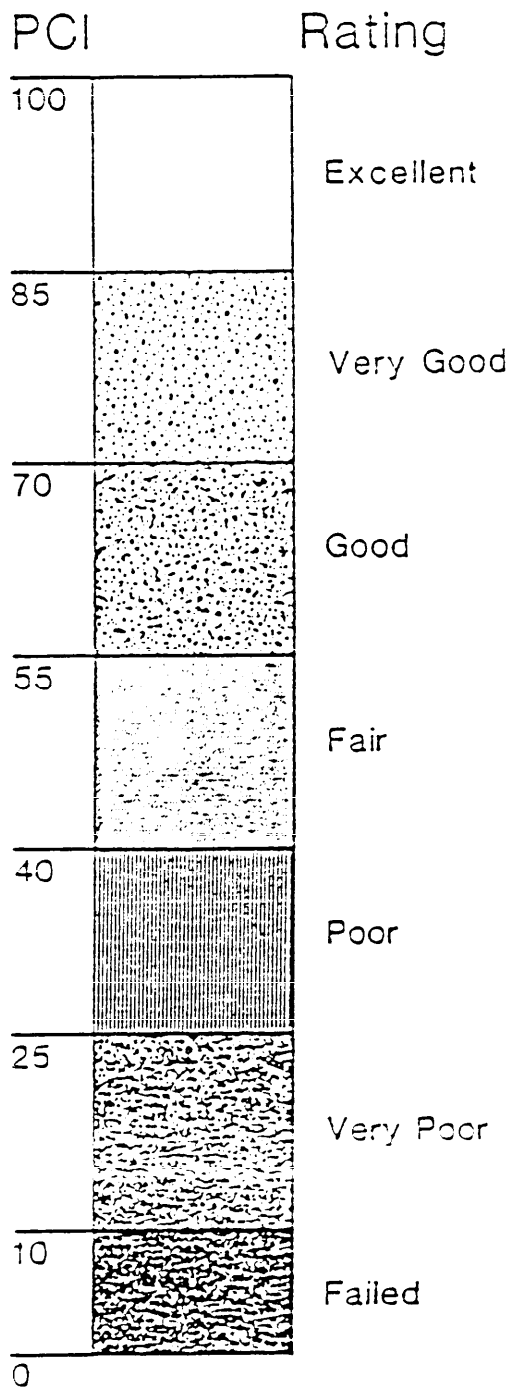 PCI Rating
100
Excellent
85
Very Good
70
Good
55
Fair
40
Poor
25
Very Poor
10
Failed
0